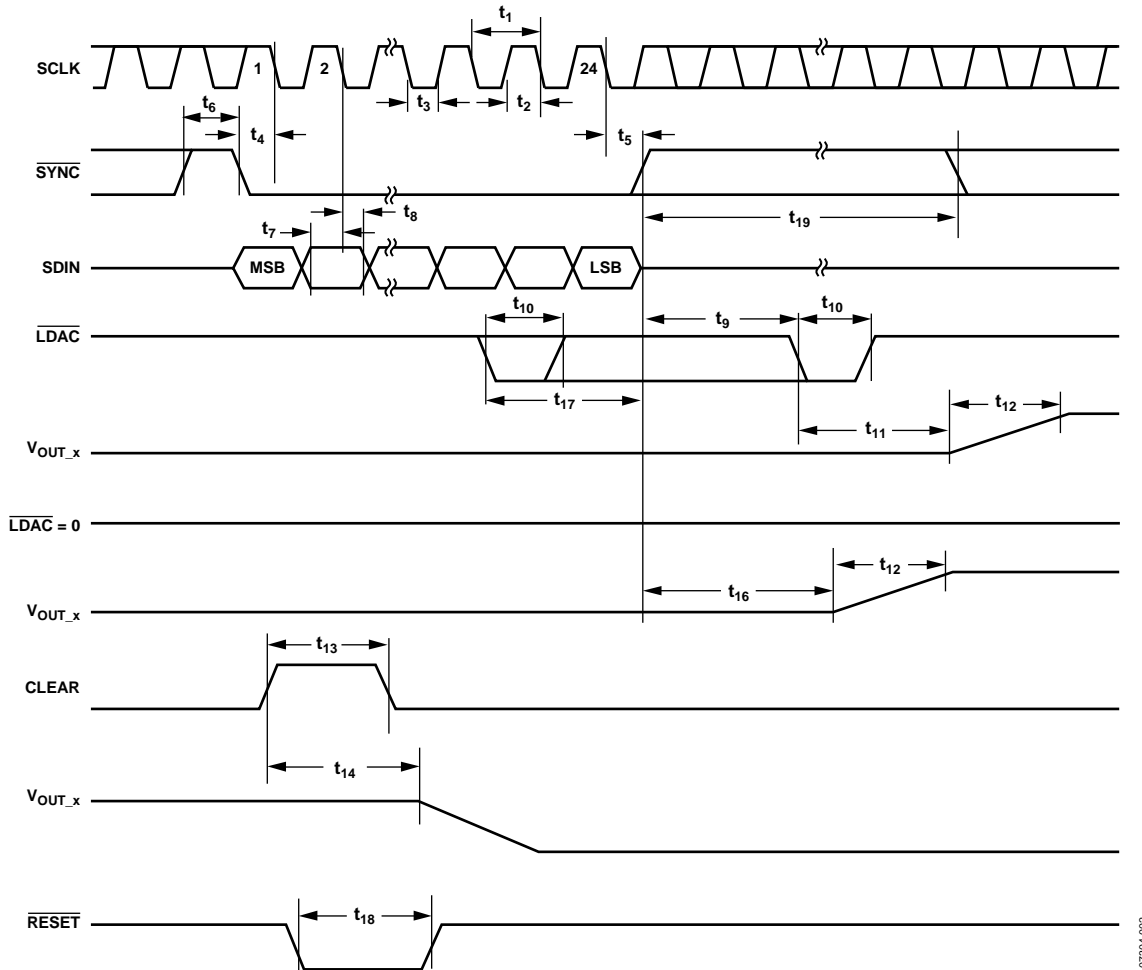 t1
SCLK
1
2
24
t3
t2
t6
t4
t5
SYNC
t19
t8
t7
SDIN
MSB
LSB
t10
t9
t10
LDAC
t17
t12
t11
VOUT_x
LDAC = 0
t12
t16
VOUT_x
t13
CLEAR
t14
VOUT_x
t18
RESET